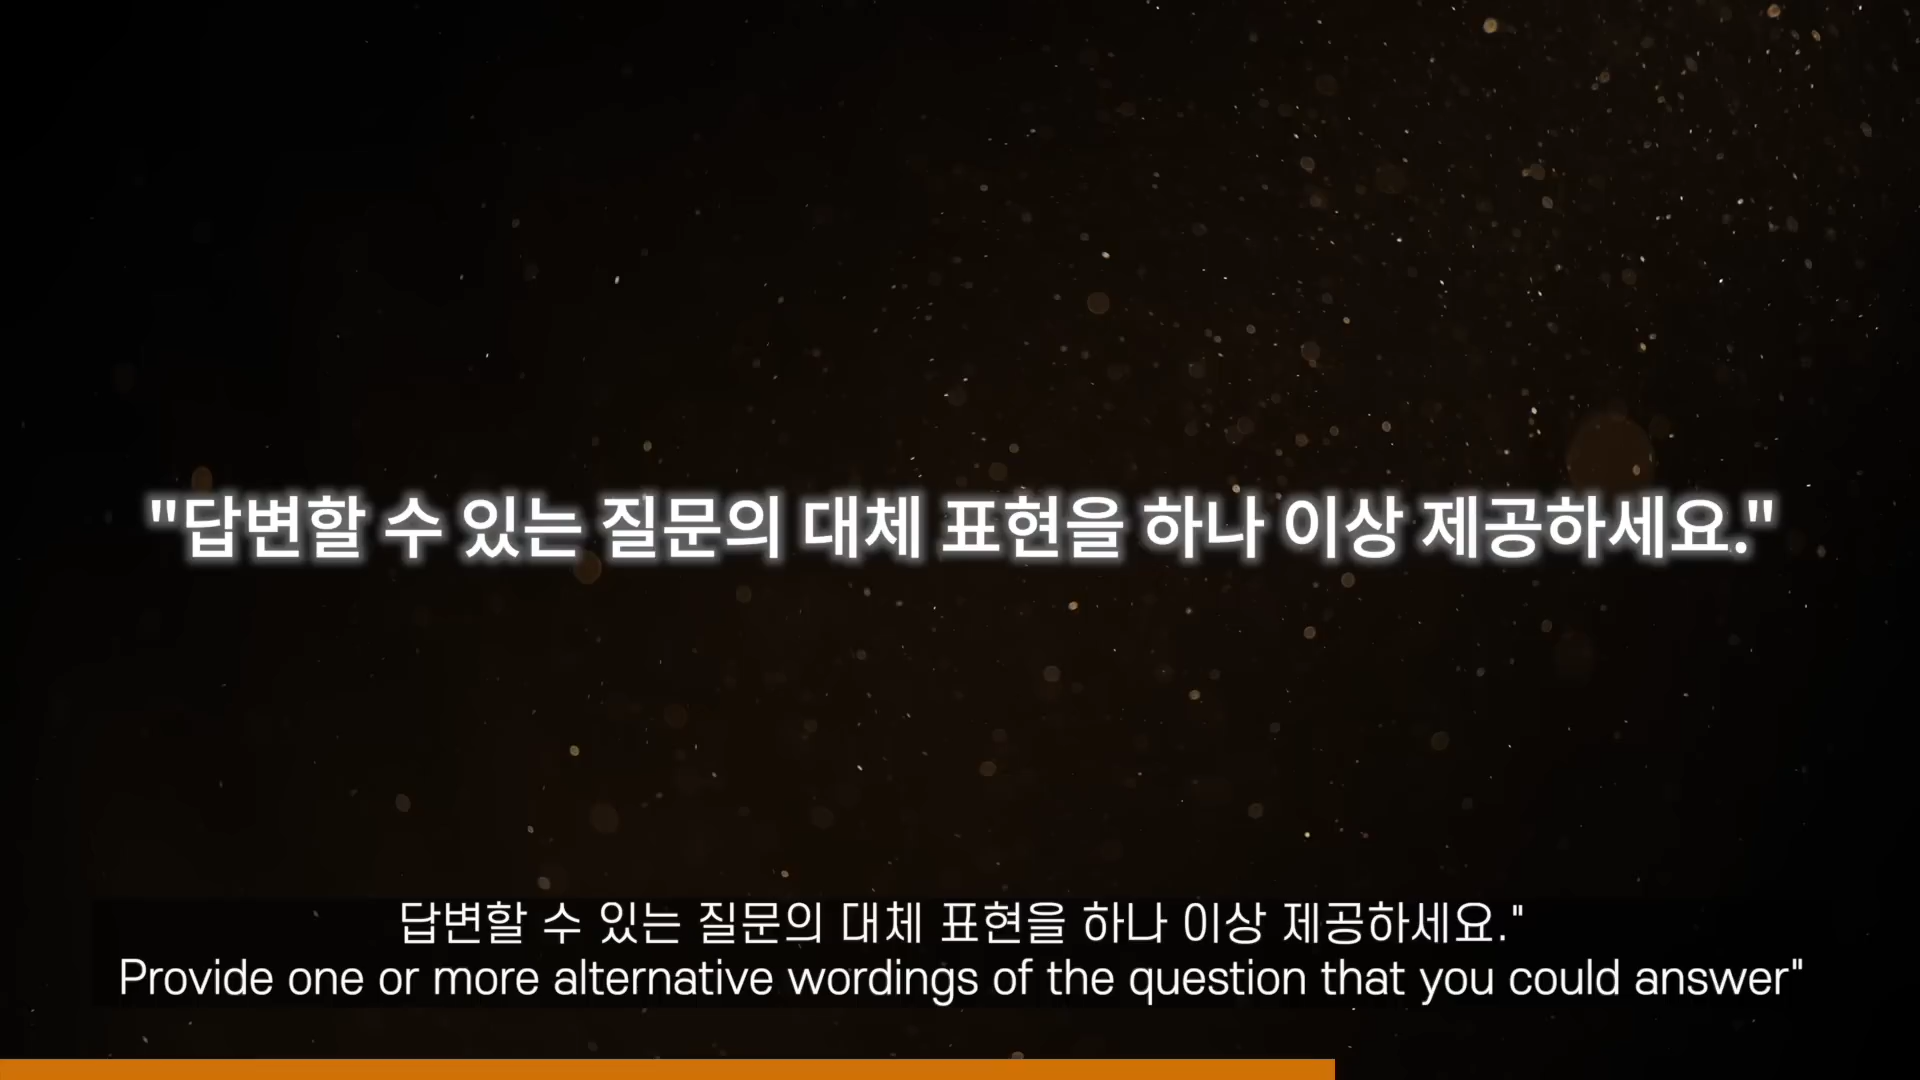 "답변할 수 있는 질문의 대체 표현을 하나 이상 제공하세요."
답변할 수 있는 질문의 대체 표현을 하나 이상 제공하세요."
Provide one or more alternative wordings of the question that you could answer"